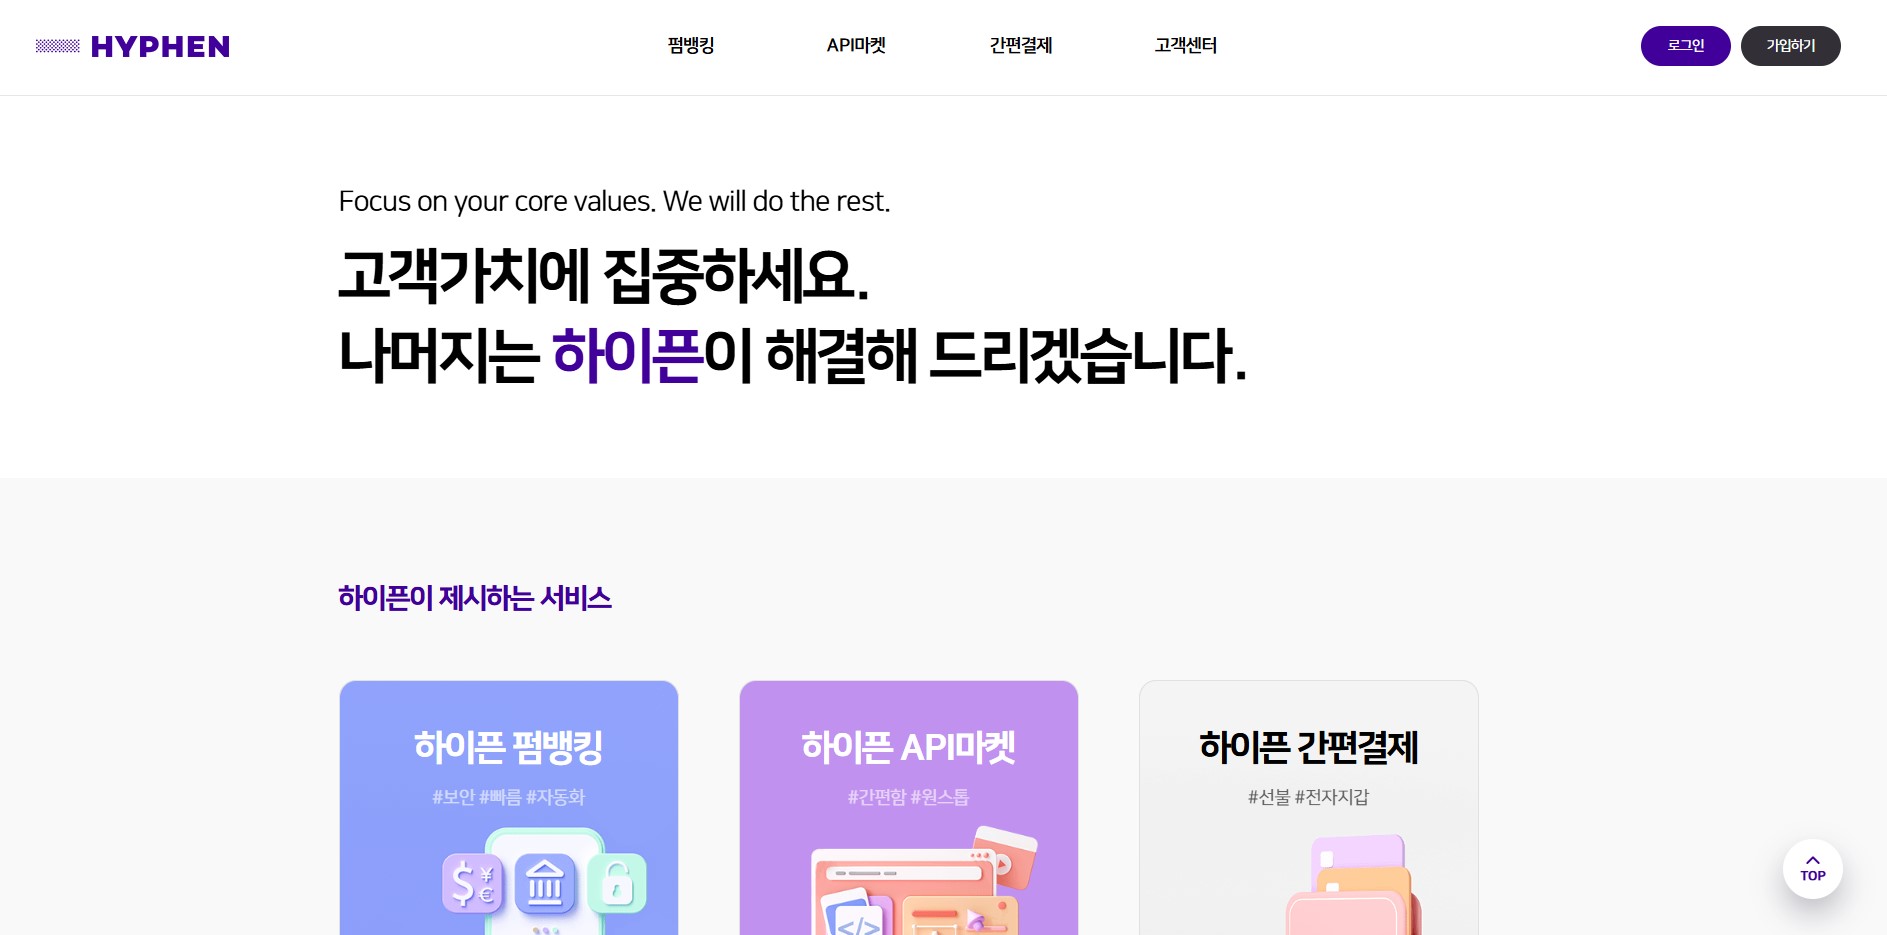 HYPHEN
펌뱅킹
API마켓
간편결제
고객센터
로그인
가입하기
Focus on your core values. We will do the rest.
고객가치에 집중하세요.
나머지는 하이픈이 해결해 드리겠습니다.
하이픈이 제시하는 서비스
하이픈 펌뱅킹
#보안 #빠름 #자동화
$ ¥ €
하이픈 API마켓
#간편함 #원스톱
</>
하이픈 간편결제
#선불 #전자지갑
TOP